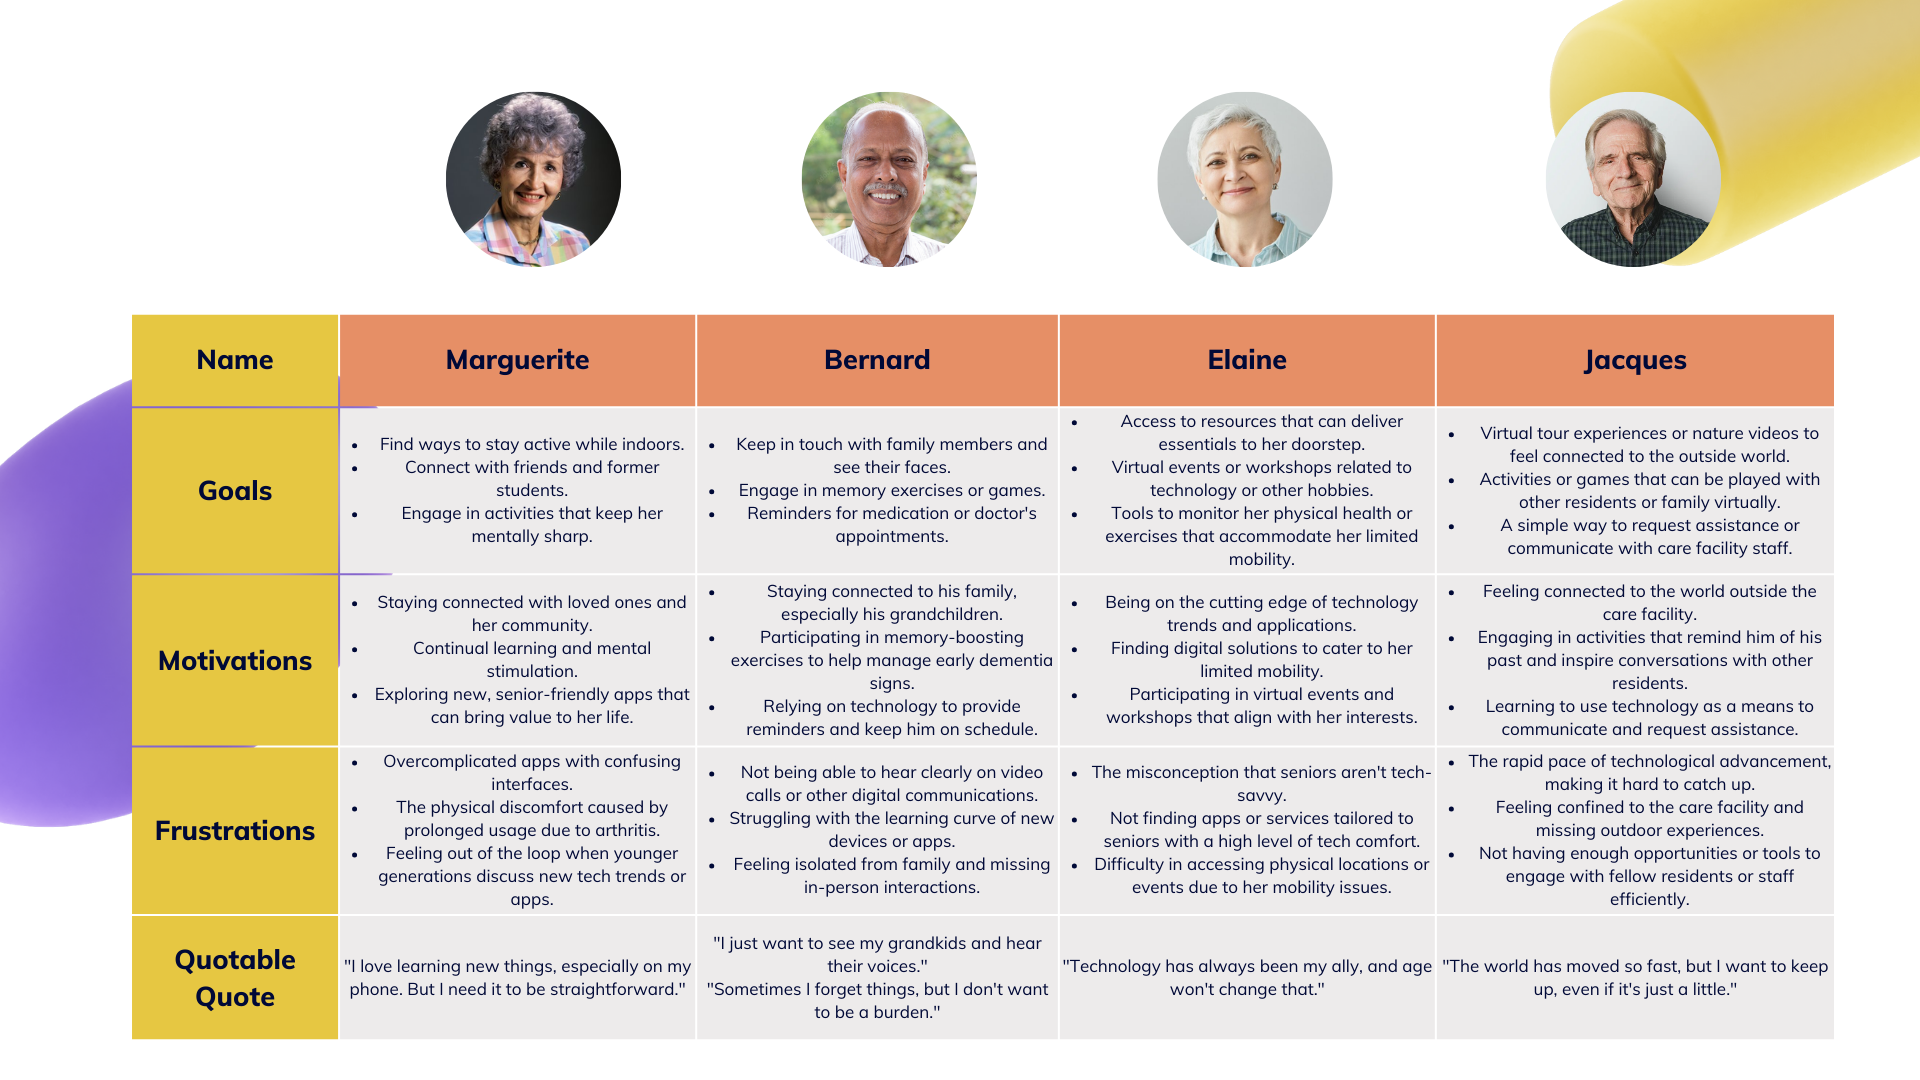 Name
Marguerite
Bernard
Elaine
Jacques
Goals
• Find ways to stay active while indoors.
• Connect with friends and former
students.
• Engage in activities that keep her
mentally sharp.
• Keep in touch with family members and
see their faces.
• Engage in memory exercises or games.
• Reminders for medication or doctor's
appointments.
• Access to resources that can deliver
essentials to her doorstep.
• Virtual events or workshops related to
technology or other hobbies.
• Tools to monitor her physical health or
exercises that accommodate her limited
mobility.
• Virtual tour experiences or nature videos to
feel connected to the outside world.
• Activities or games that can be played with
other residents or family virtually.
• A simple way to request assistance or
communicate with care facility staff.
Motivations
• Staying connected with loved ones and
her community.
• Continual learning and mental
stimulation.
• Exploring new, senior-friendly apps that
can bring value to her life.
• Staying connected to his family,
especially his grandchildren.
• Participating in memory-boosting
exercises to help manage early dementia
signs.
• Relying on technology to provide
reminders and keep him on schedule.
• Being on the cutting edge of technology
trends and applications.
• Finding digital solutions to cater to her
limited mobility.
• Participating in virtual events and
workshops that align with her interests.
• Feeling connected to the world outside the
care facility.
• Engaging in activities that remind him of his
past and inspire conversations with other
residents.
• Learning to use technology as a means to
communicate and request assistance.
Frustrations
• Overcomplicated apps with confusing
interfaces.
• The physical discomfort caused by
prolonged usage due to arthritis.
• Feeling out of the loop when younger
generations discuss new tech trends or
apps.
• Not being able to hear clearly on video
calls or other digital communications.
• Struggling with the learning curve of new
devices or apps.
• Feeling isolated from family and missing
in-person interactions.
• The misconception that seniors aren't tech-
savvy.
• Not finding apps or services tailored to
seniors with a high level of tech comfort.
• Difficulty in accessing physical locations or
events due to her mobility issues.
• The rapid pace of technological advancement,
making it hard to catch up.
• Feeling confined to the care facility and
missing outdoor experiences.
• Not having enough opportunities or tools to
engage with fellow residents or staff
efficiently.
Quotable
Quote
"I love learning new things, especially on my
phone. But I need it to be straightforward."
"I just want to see my grandkids and hear
their voices."
"Sometimes I forget things, but I don't want
to be a burden."
"Technology has always been my ally, and age
won't change that."
"The world has moved so fast, but I want to keep
up, even if it's just a little."